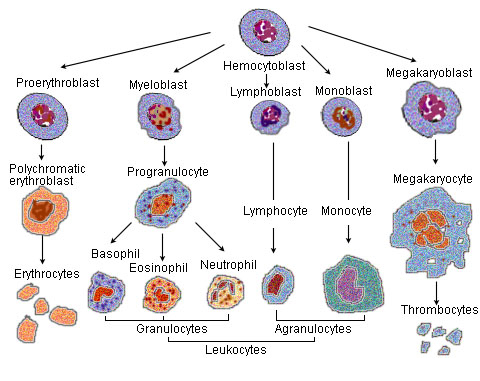 Hemocytoblast
Proerythroblast
Myeloblast
Lymphoblast
Monoblast
Megakaryoblast
Polychromatic
erythroblast
Progranulocyte
Megakaryocyte
Lymphocyte
Monocyte
Basophil
Eosinophil
Neutrophil
Erythrocytes
Thrombocytes
Granulocytes
Agranulocytes
Leukocytes